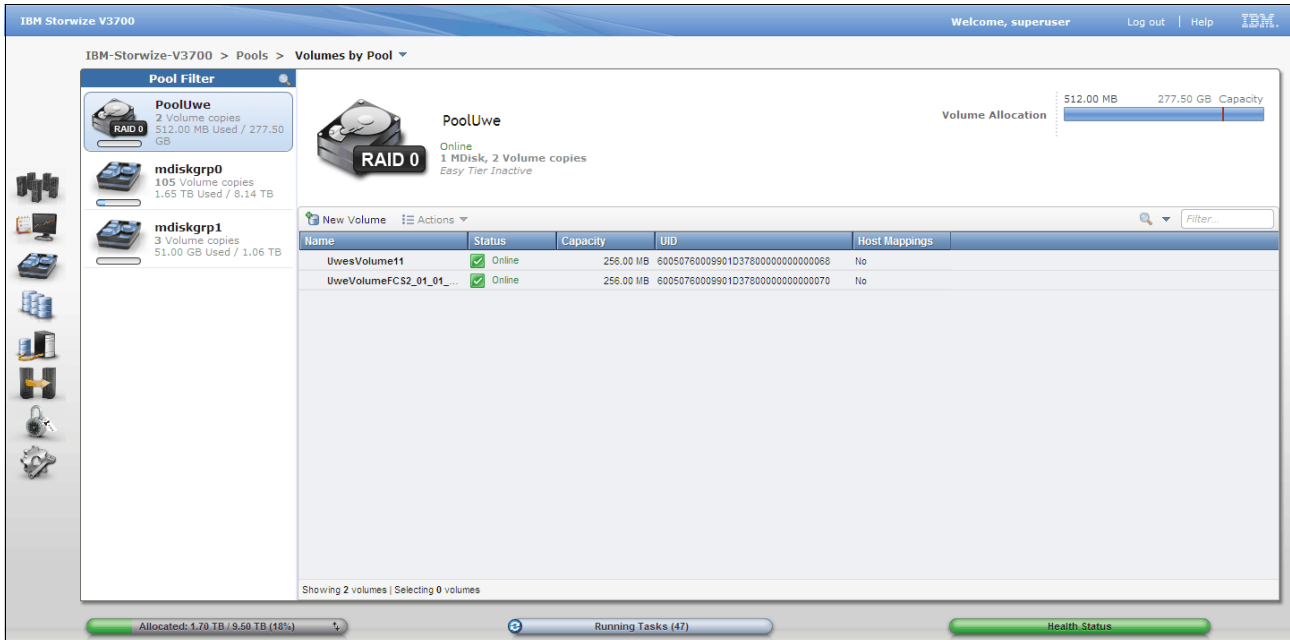 IBM Storwize V3700
Welcome, superuser
Log out | Help
IBM.
IBM-Storwize-V3700 > Pools > Volumes by Pool
Pool Filter
PoolUwe
2 Volume copies
512.00 MB Used / 277.50
GB
RAID 0
mdiskgrp0
105 Volume copies
1.65 TB Used / 8.14 TB
mdiskgrp1
3 Volume copies
51.00 GB Used / 1.06 TB
RAID 0
PoolUwe
Online
1 MDisk, 2 Volume copies
Easy Tier Inactive
Volume Allocation
512.00 MB
277.50 GB Capacity
New Volume
Actions
Filter...
Name Status Capacity UID Host Mappings
UwesVolume11 Online 256.00 MB 60050760009901D37800000000000068 No
UweVolumeFCS2_01_01_... Online 256.00 MB 60050760009901D37800000000000070 No
Showing 2 volumes | Selecting 0 volumes
Allocated: 1.70 TB / 9.50 TB (18%)
Running Tasks (47)
Health Status